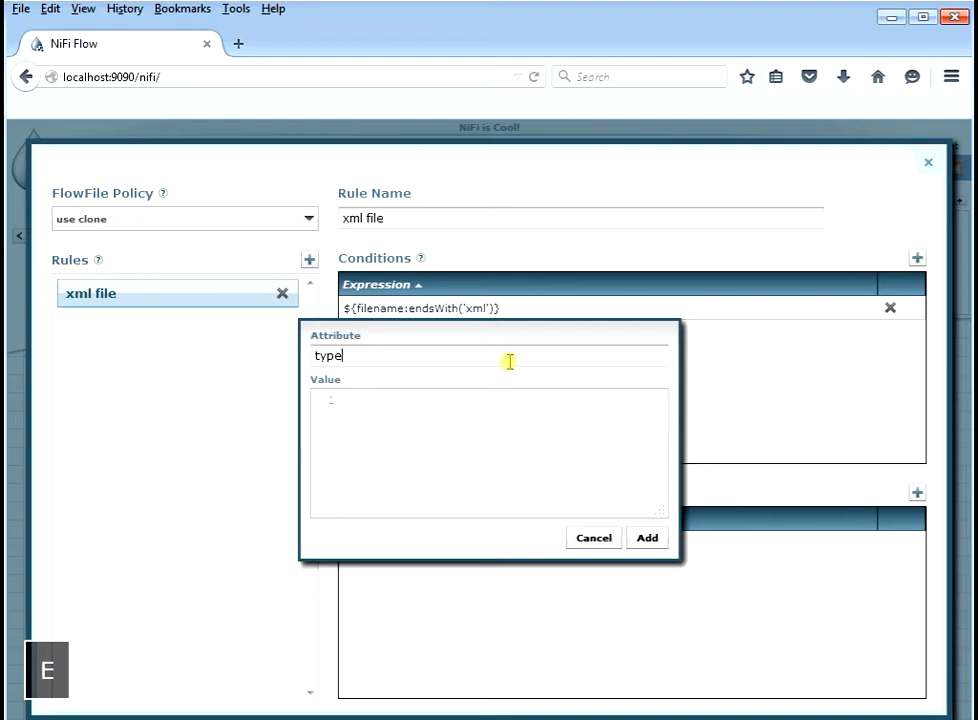 File Edit View History Bookmarks Tools Help
NiFi Flow
localhost:9090/nifi/
Search
NiFi is Cool!
FlowFile Policy ?
Rule Name
use clone
xml file
Rules ?
Conditions ?
Expression
xml file
${filename:endsWith('xml')}
Attribute
type
Value
1
Cancel
Add
E